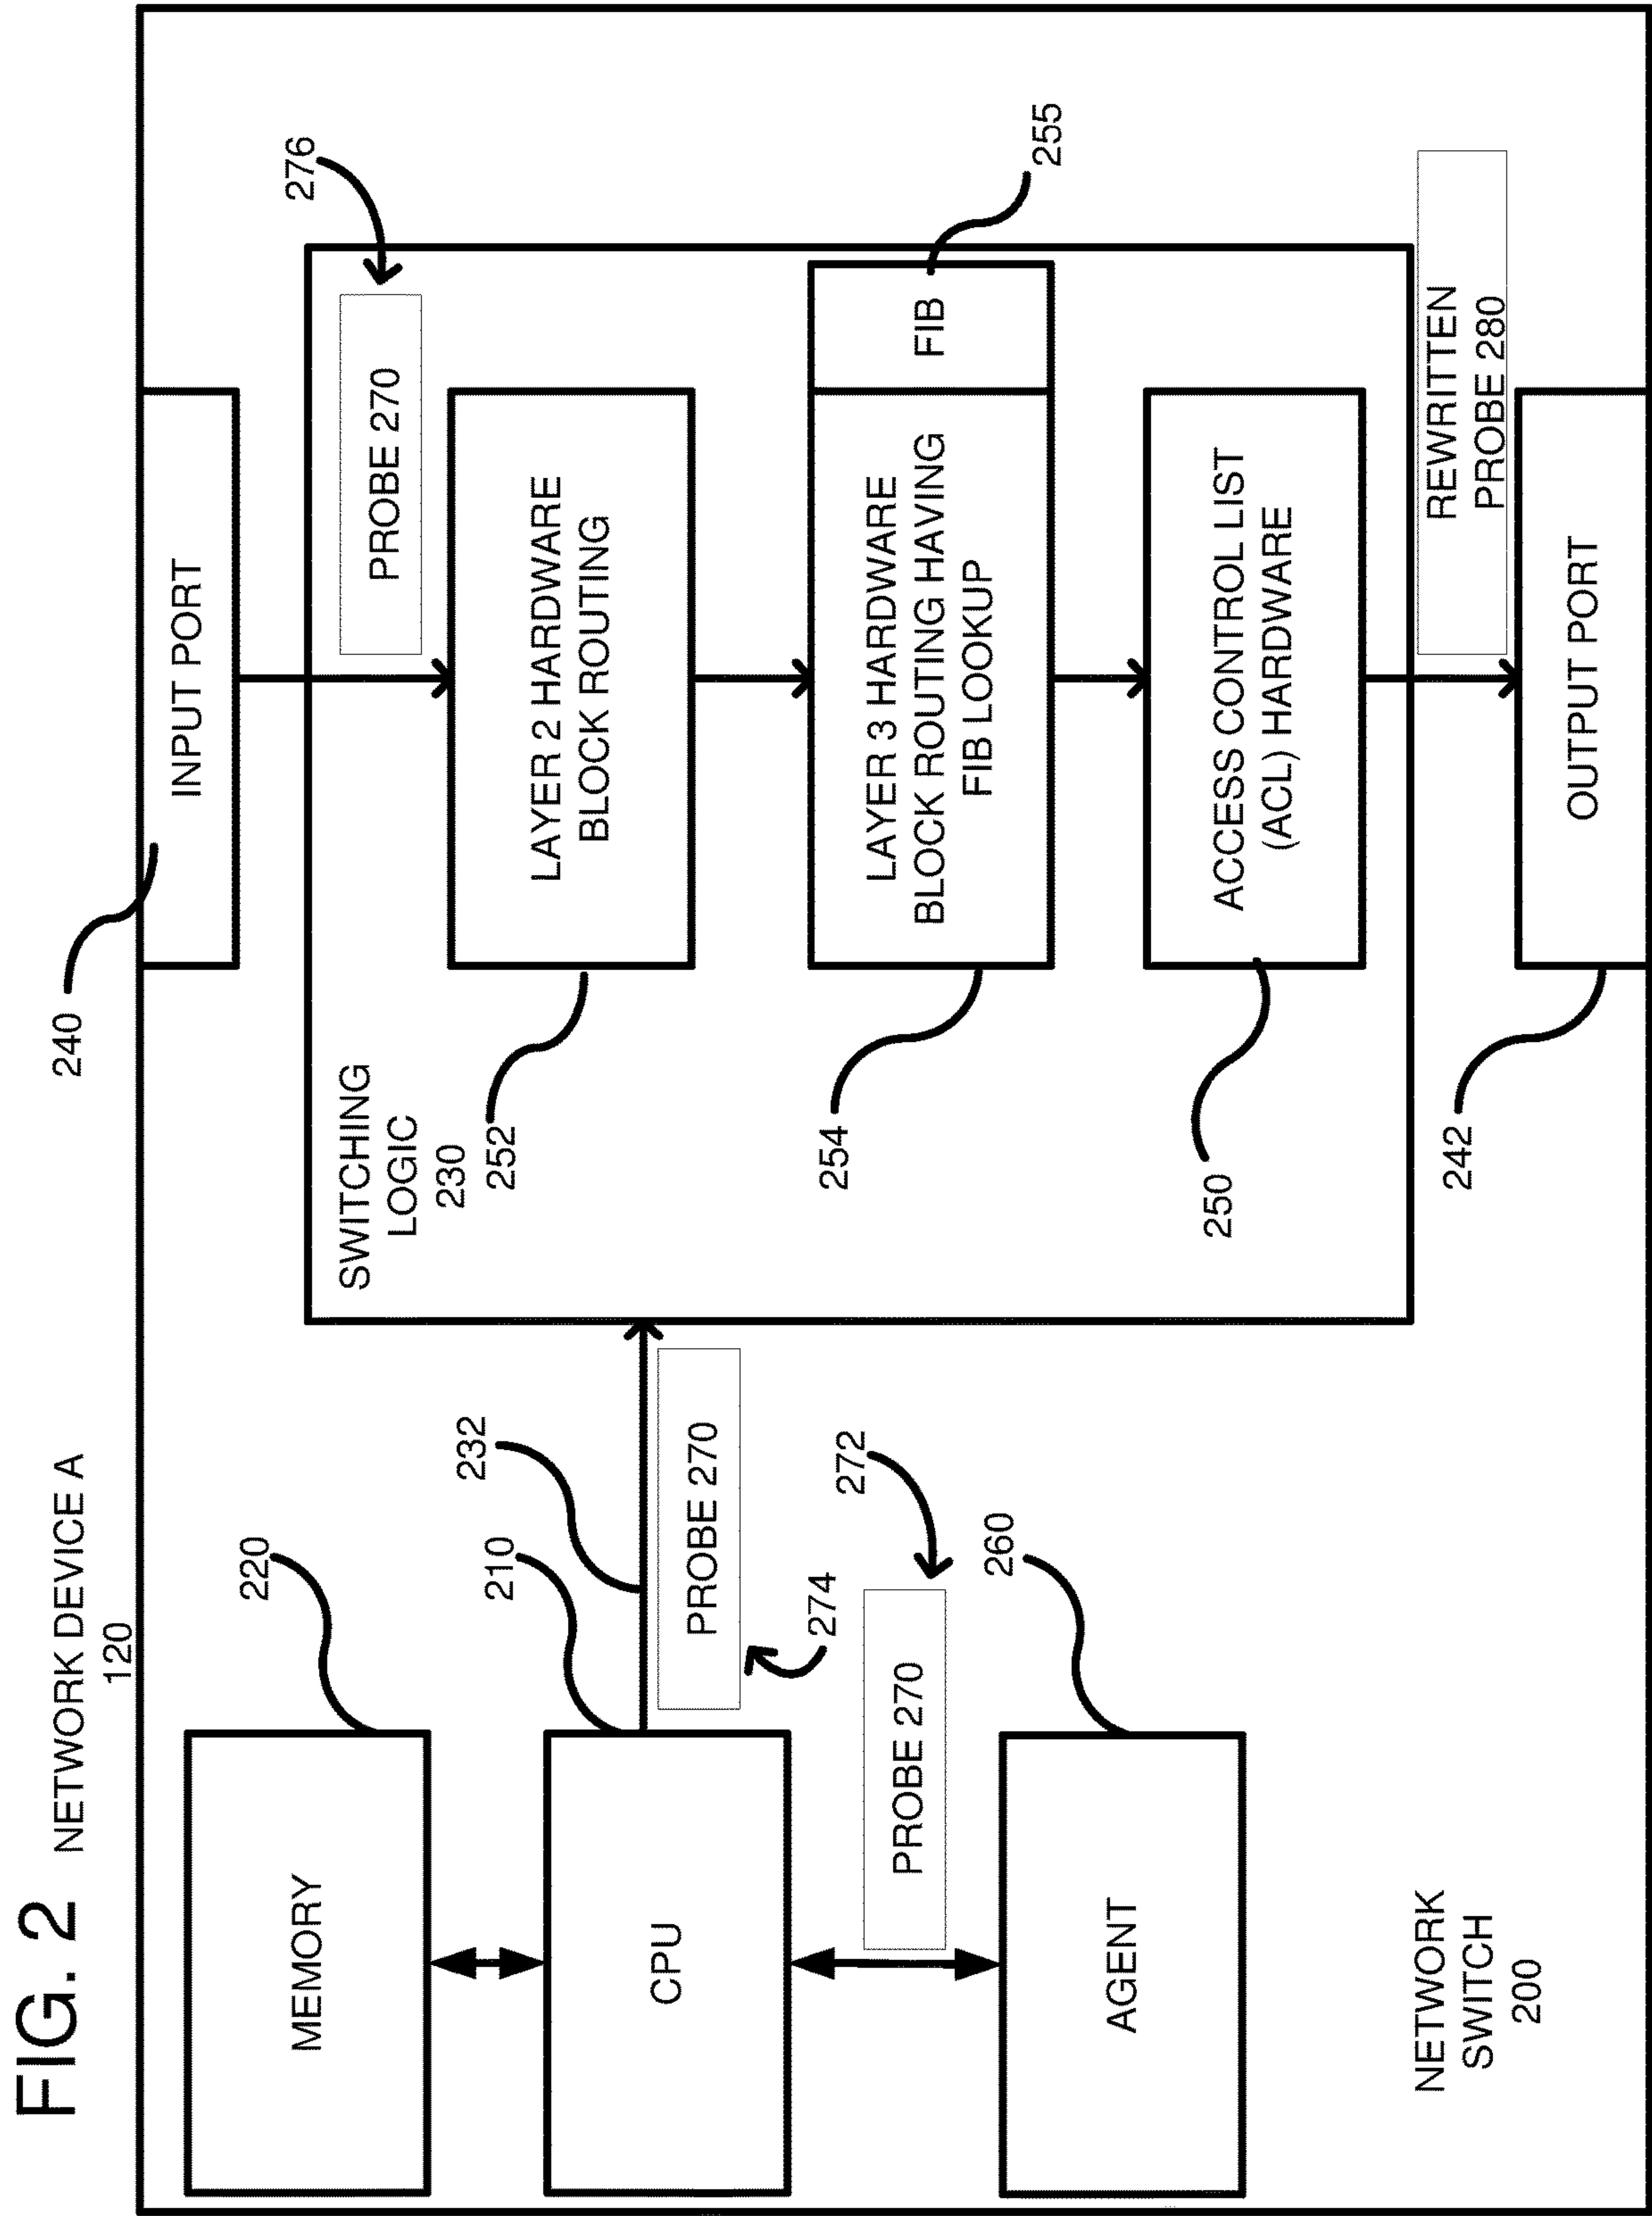 FIG. 2
NETWORK DEVICE A
120
240
220
MEMORY
210
CPU
232
PROBE 270
274
272
PROBE 270
260
AGENT
NETWORK
SWITCH
200
SWITCHING
LOGIC
230
INPUT PORT
276
PROBE 270
252
LAYER 2 HARDWARE
BLOCK ROUTING
254
LAYER 3 HARDWARE
BLOCK ROUTING HAVING
FIB LOOKUP
FIB
255
250
ACCESS CONTROL LIST
(ACL) HARDWARE
REWRITTEN
PROBE 280
242
OUTPUT PORT